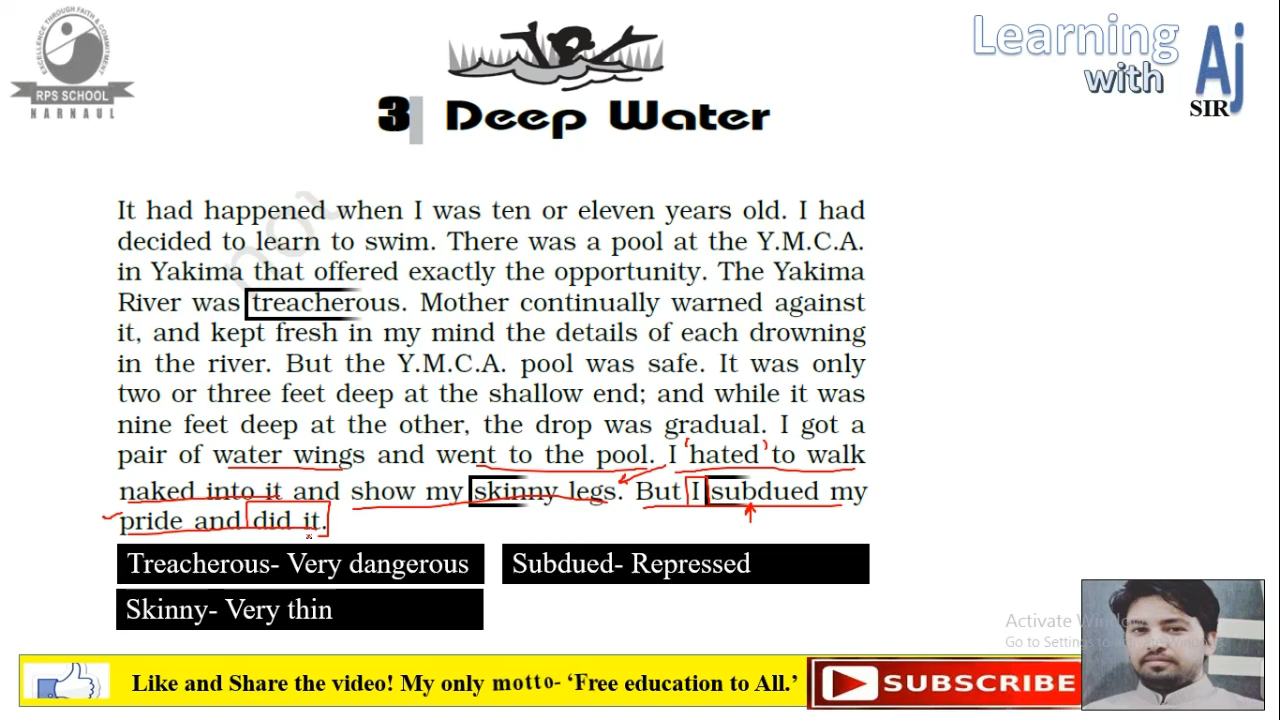 EXCELLENCE THROUGH FAITH & COMMITMENT
RPS SCHOOL
NARNAUL
Learning
with
Aj
SIR
3 Deep Water
not
It had happened when I was ten or eleven years old. I had
decided to learn to swim. There was a pool at the Y.M.C.A.
in Yakima that offered exactly the opportunity. The Yakima
River was treacherous. Mother continually warned against
it, and kept fresh in my mind the details of each drowning
in the river. But the Y.M.C.A. pool was safe. It was only
two or three feet deep at the shallow end; and while it was
nine feet deep at the other, the drop was gradual. I got a
pair of water wings and went to the pool. I 'hated' to walk
naked into it and show my skinny legs. But I subdued my
pride and did it.
Treacherous- Very dangerous
Subdued- Repressed
Skinny- Very thin
Activate Windows
Go to Settings to activate Windows.
Like and Share the video! My only motto- ‘Free education to All.’
SUBSCRIBE